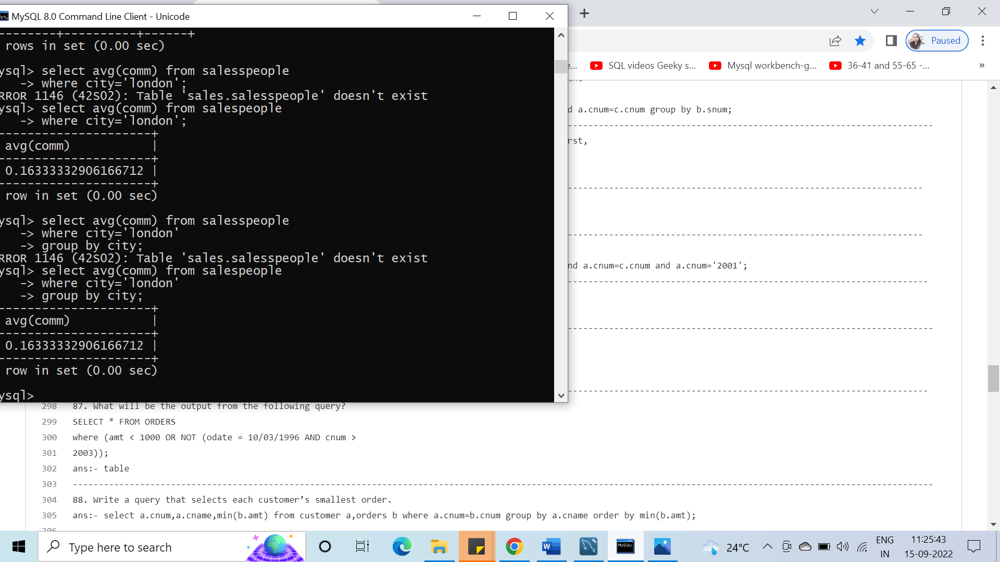 MySQL 8.0 Command Line Client - Unicode
--------+----------+------+
rows in set (0.00 sec)
ysql> select avg(comm) from salesspeople
-> where city='london';
RROR 1146 (42S02): Table 'sales.salesspeople' doesn't exist
ysql> select avg(comm) from salespeople
-> where city='london';
---------------------+
avg(comm) |
---------------------+
0.16333332906166712 |
---------------------+
row in set (0.00 sec)
ysql> select avg(comm) from salesspeople
-> where city='london'
-> group by city;
RROR 1146 (42S02): Table 'sales.salesspeople' doesn't exist
ysql> select avg(comm) from salespeople
-> where city='london'
-> group by city;
---------------------+
avg(comm) |
---------------------+
0.16333332906166712 |
---------------------+
row in set (0.00 sec)
ysql>
Paused
e... SQL videos Geeky s... Mysql workbench-g... 36-41 and 55-65 -... »
d a.cnum=c.cnum group by b.snum;
rst,
nd a.cnum=c.cnum and a.cnum='2001';
298 87. What will be the output from the following query?
299 SELECT * FROM ORDERS
300 where (amt < 1000 OR NOT (odate = 10/03/1996 AND cnum >
301 2003));
302 ans:- table
303 ------------------------------------------------------------------------------------------------
304 88. Write a query that selects each customer’s smallest order.
305 ans:- select a.cnum,a.cname,min(b.amt) from customer a,orders b where a.cnum=b.cnum group by a.cname order by min(b.amt);
Type here to search
MySQL
24°C
ENG
IN
11:25:43
15-09-2022